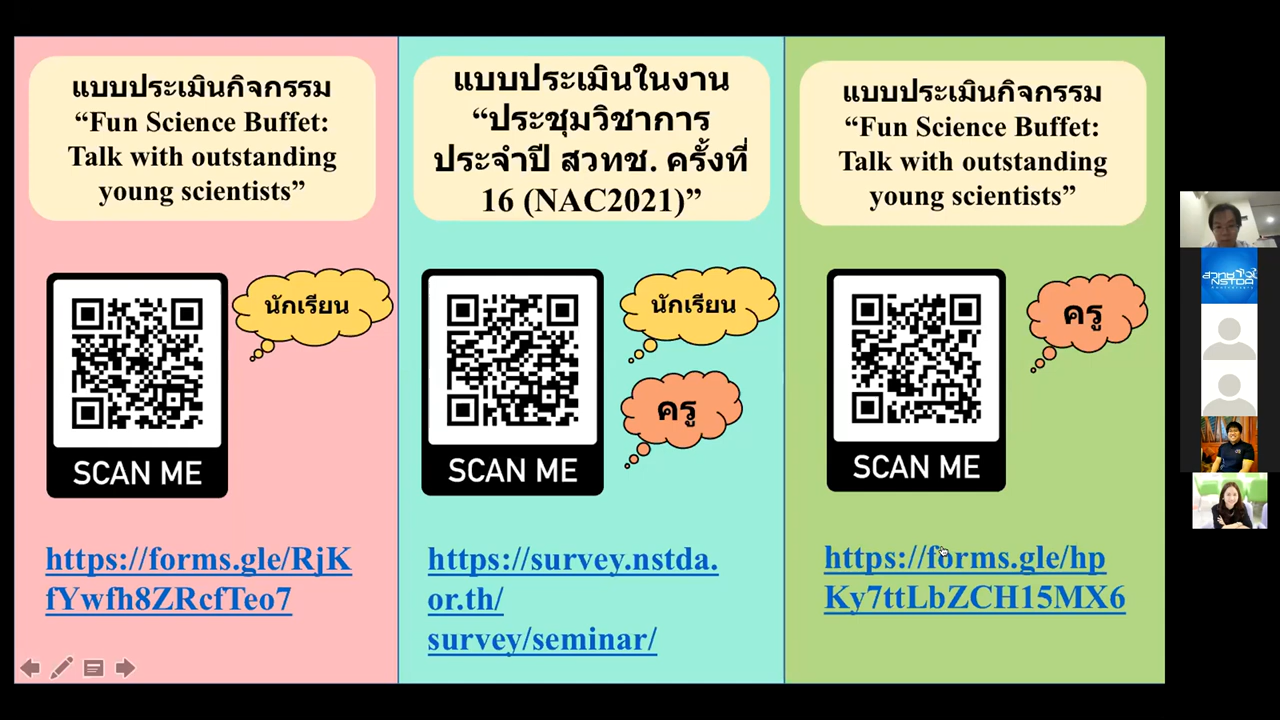 แบบประเมินกิจกรรม
“Fun Science Buffet:
Talk with outstanding
young scientists”
นักเรียน
SCAN ME
https://forms.gle/RjK
fYwfh8ZRcfTeo7
แบบประเมินในงาน
“ประชุมวิชาการ
ประจำปี สวทช. ครั้งที่
16 (NAC2021)”
นักเรียน
ครู
SCAN ME
https://survey.nstda.
or.th/
survey/seminar/
แบบประเมินกิจกรรม
“Fun Science Buffet:
Talk with outstanding
young scientists”
ครู
SCAN ME
https://forms.gle/hp
Ky7ttLbZCH15MX6
NSTDA